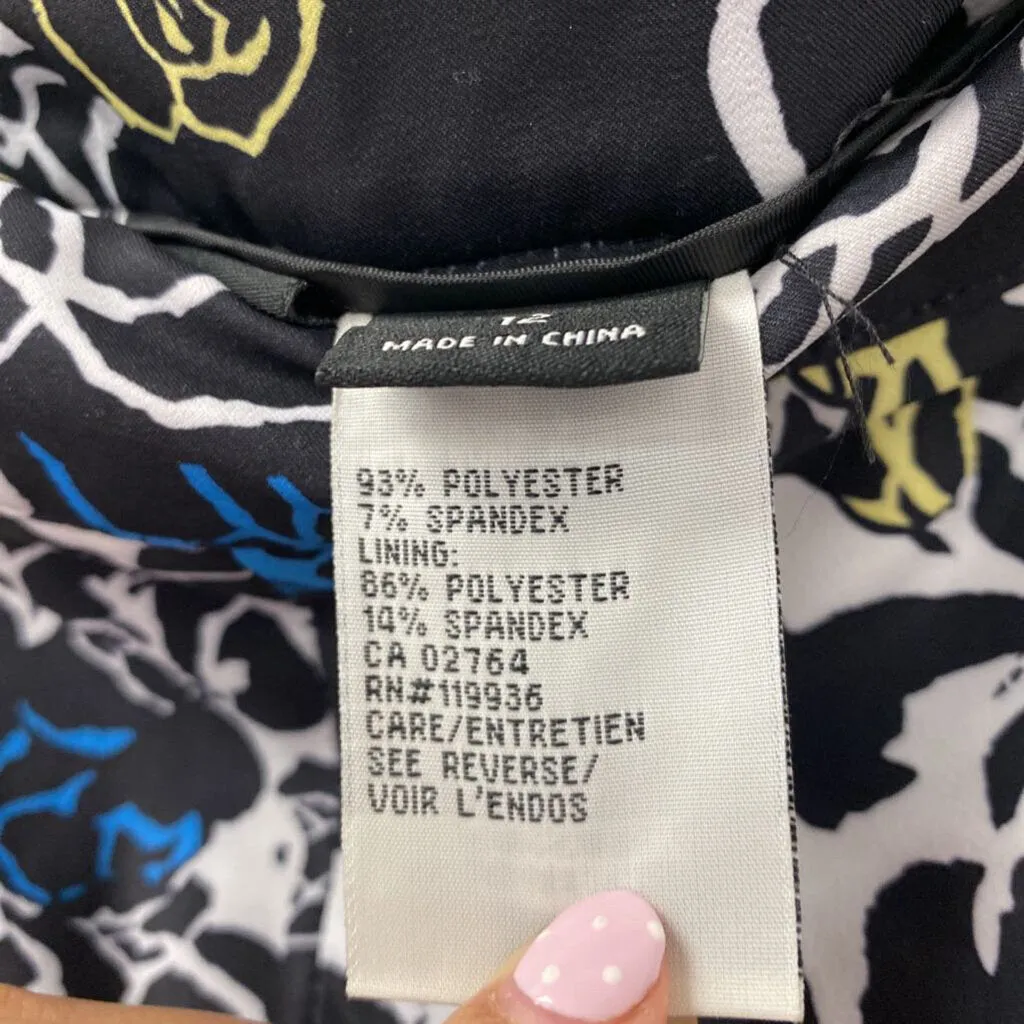 12
MADE IN CHINA
93% POLYESTER
7% SPANDEX
LINING:
86% POLYESTER
14% SPANDEX
CA 02764
RN#119936
CARE/ENTRETIEN
SEE REVERSE/
VOIR L'ENDOS